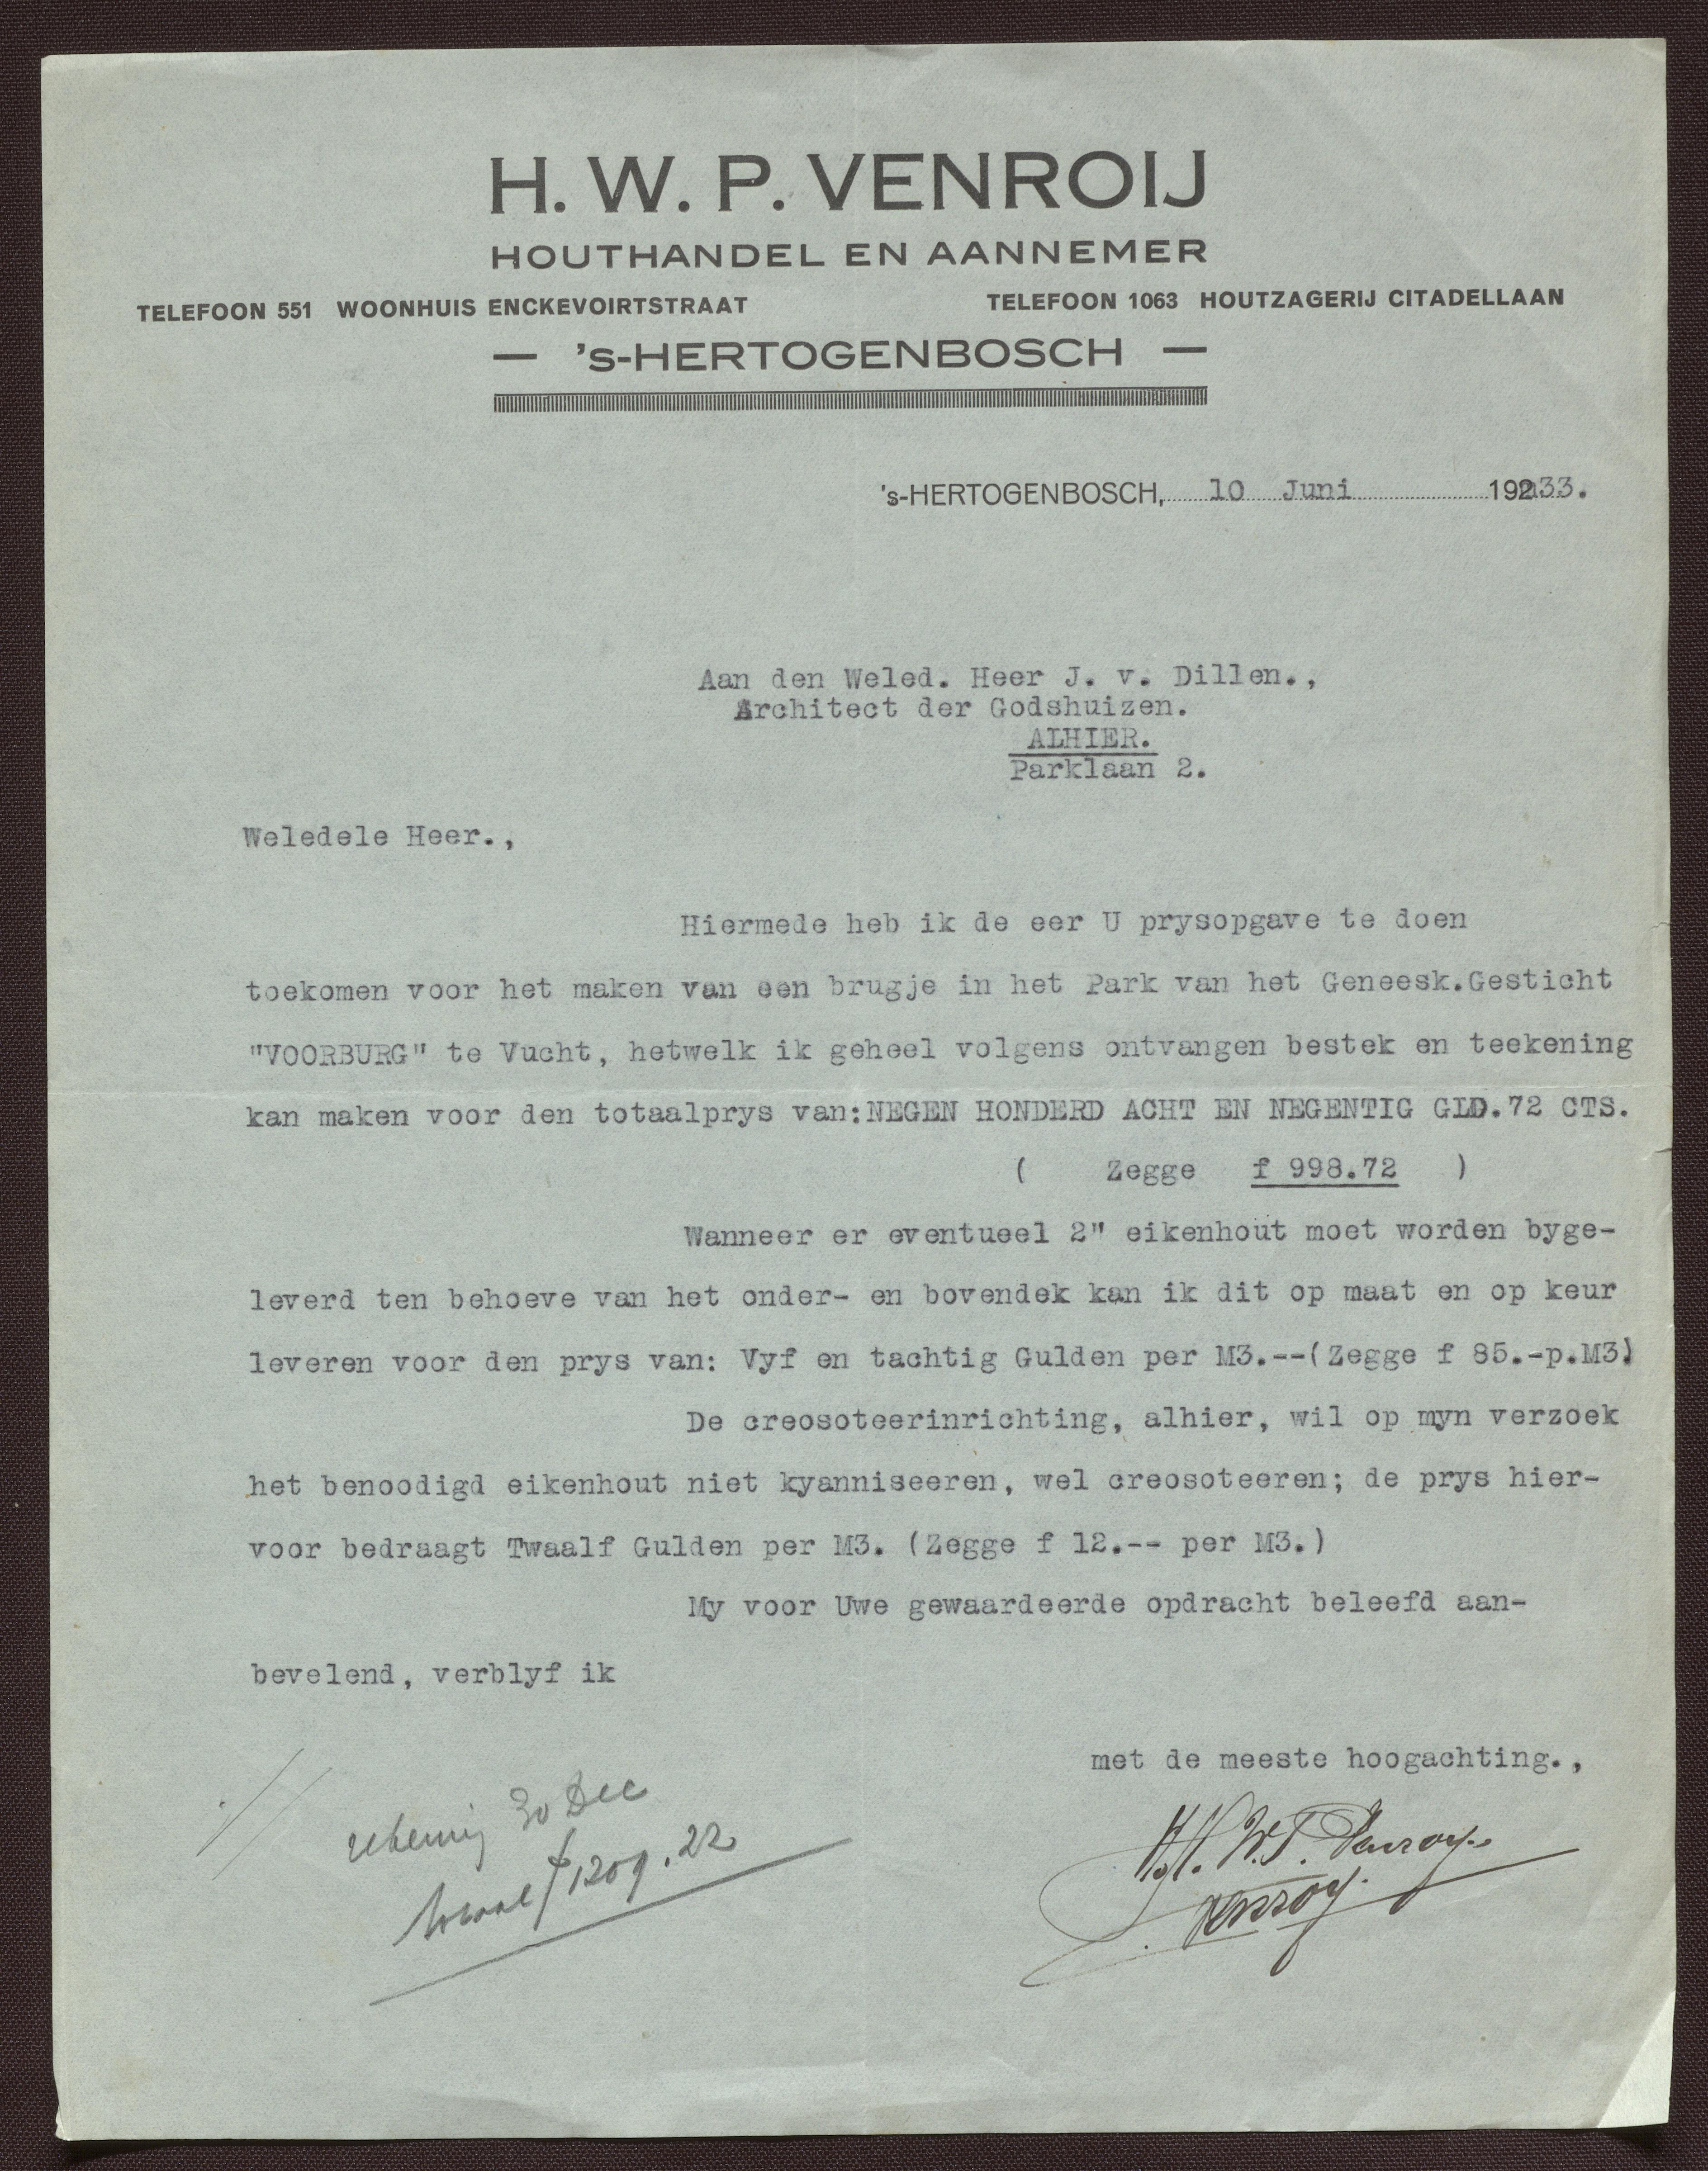 H. W. P. VENROIJ
HOUTHANDEL EN AANNEMER
TELEFOON 551 WOONHUIS ENCKEVOIRTSTRAAT TELEFOON 1063 HOUTZAGERIJ CITADELLAAN
— 's-HERTOGENBOSCH —
's-HERTOGENBOSCH, 10 Juni 1933.
Aan den Weled. Heer J. v. Dillen.,
Architect der Godshuizen.
ALHIER.
Parklaan 2.
Weledele Heer.,
Hiermede heb ik de eer U prysopgave te doen
toekomen voor het maken van een brugje in het Park van het Geneesk.Gesticht
"VOORBURG" te Vucht, hetwelk ik geheel volgens ontvangen bestek en teekening
kan maken voor den totaalprys van:NEGEN HONDERD ACHT EN NEGENTIG GLD.72 CTS.
( Zegge f 998.72 )
Wanneer er eventueel 2" eikenhout moet worden byge-
leverd ten behoeve van het onder- en bovendek kan ik dit op maat en op keur
leveren voor den prys van: Vyf en tachtig Gulden per M3.--(Zegge f 85.-p.M3)
De creosoteerinrichting, alhier, wil op myn verzoek
het benoodigd eikenhout niet kyanniseeren, wel creosoteeren; de prys hier-
voor bedraagt Twaalf Gulden per M3. (Zegge f 12.-- per M3.)
My voor Uwe gewaardeerde opdracht beleefd aan-
bevelend, verblyf ik
met de meeste hoogachting.,
H. W. P. Venroy.
Venroy.
rekening 30 Dec
totaal f 1209.22